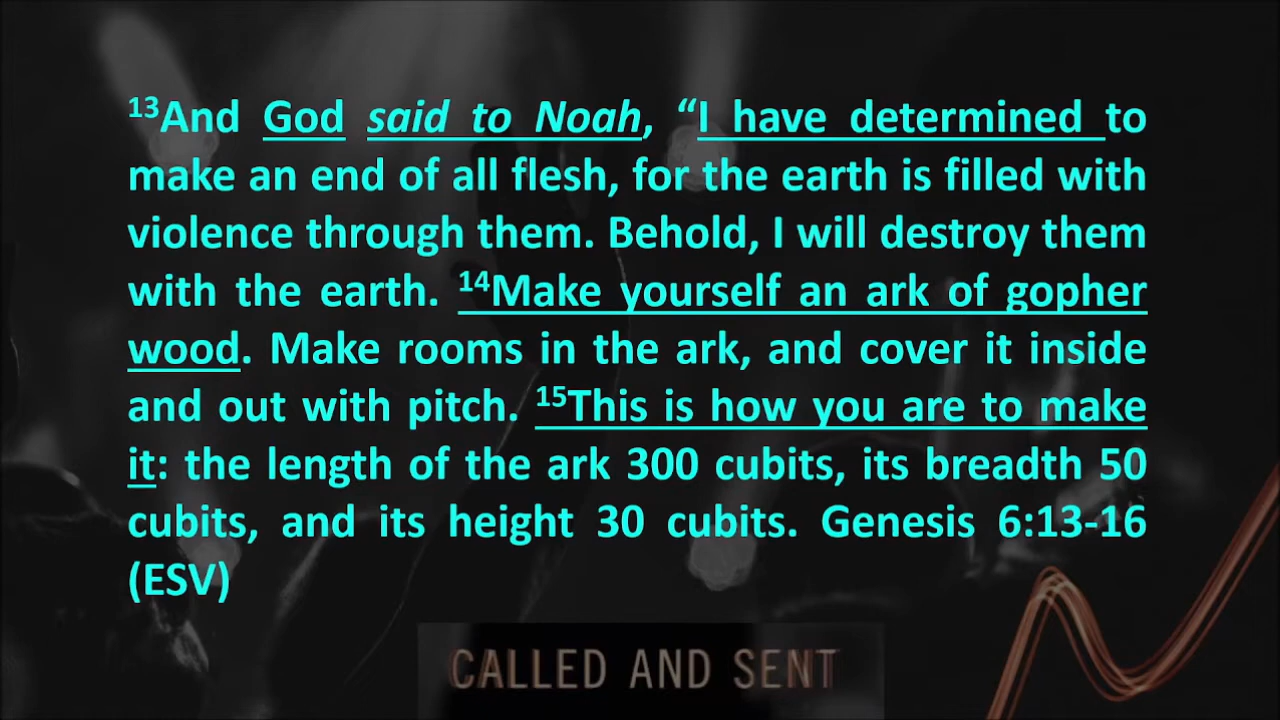 ¹³And God said to Noah, “I have determined to
make an end of all flesh, for the earth is filled with
violence through them. Behold, I will destroy them
with the earth. ¹⁴Make yourself an ark of gopher
wood. Make rooms in the ark, and cover it inside
and out with pitch. ¹⁵This is how you are to make
it: the length of the ark 300 cubits, its breadth 50
cubits, and its height 30 cubits. Genesis 6:13-16
(ESV)
CALLED AND SENT